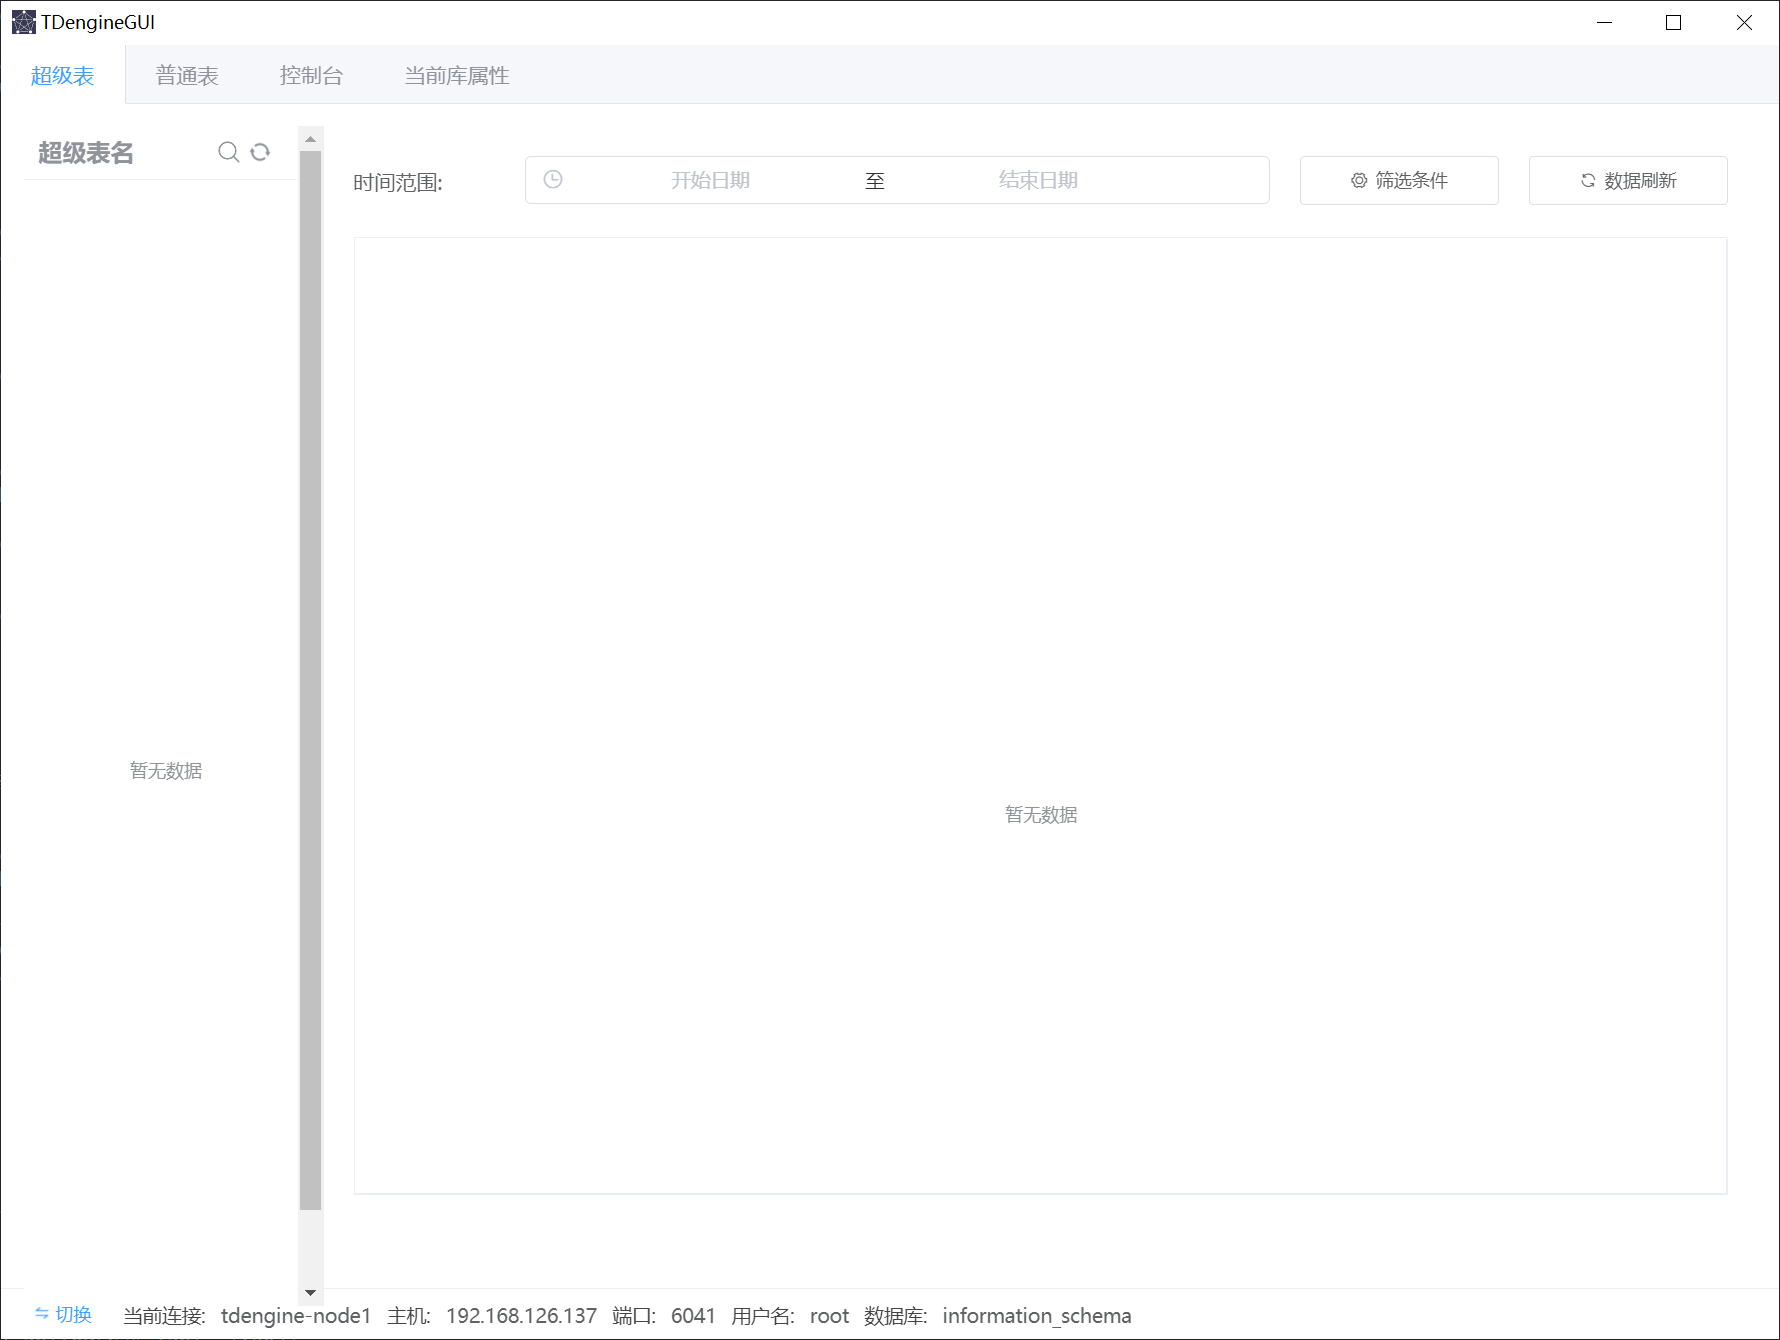 TDengineGUI
超级表 普通表 控制台 当前库属性
超级表名
时间范围: 开始日期 至 结束日期 筛选条件 数据刷新
暂无数据
暂无数据
切换 当前连接: tdengine-node1 主机: 192.168.126.137 端口: 6041 用户名: root 数据库: information_schema